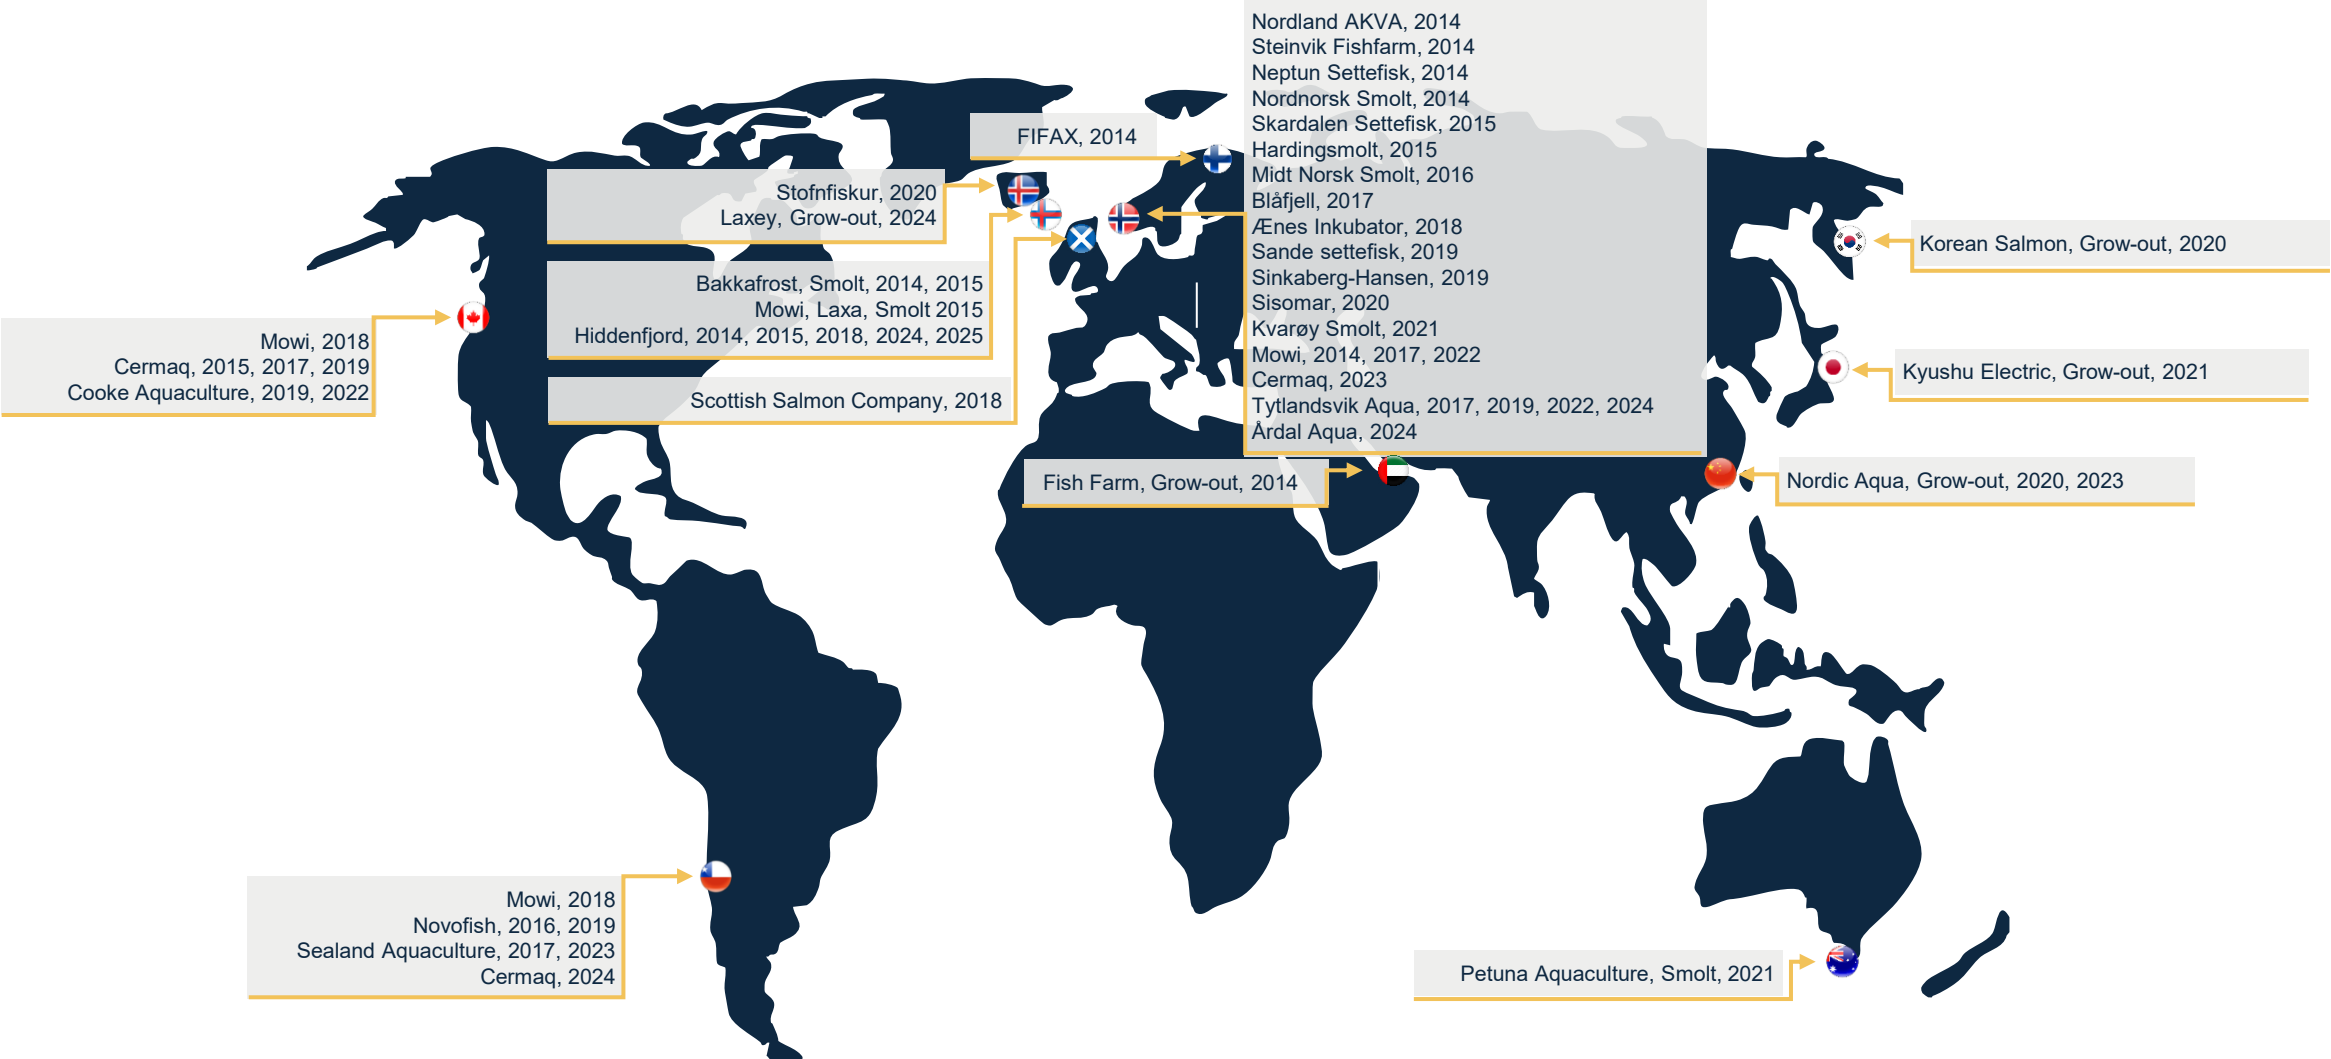 Nordland AKVA, 2014
Steinvik Fishfarm, 2014
Neptun Settefisk, 2014
Nordnorsk Smolt, 2014
Skardalen Settefisk, 2015
Hardingsmolt, 2015
Midt Norsk Smolt, 2016
Blåfjell, 2017
Ænes Inkubator, 2018
Sande settefisk, 2019
Sinkaberg-Hansen, 2019
Sisomar, 2020
Kvarøy Smolt, 2021
Mowi, 2014, 2017, 2022
Cermaq, 2023
Tytlandsvik Aqua, 2017, 2019, 2022, 2024
Årdal Aqua, 2024
FIFAX, 2014
Stofnfiskur, 2020
Laxey, Grow-out, 2024
Bakkafrost, Smolt, 2014, 2015
Mowi, Laxa, Smolt 2015
Hiddenfjord, 2014, 2015, 2018, 2024, 2025
Scottish Salmon Company, 2018
Mowi, 2018
Cermaq, 2015, 2017, 2019
Cooke Aquaculture, 2019, 2022
Korean Salmon, Grow-out, 2020
Kyushu Electric, Grow-out, 2021
Fish Farm, Grow-out, 2014
Nordic Aqua, Grow-out, 2020, 2023
Mowi, 2018
Novofish, 2016, 2019
Sealand Aquaculture, 2017, 2023
Cermaq, 2024
Petuna Aquaculture, Smolt, 2021